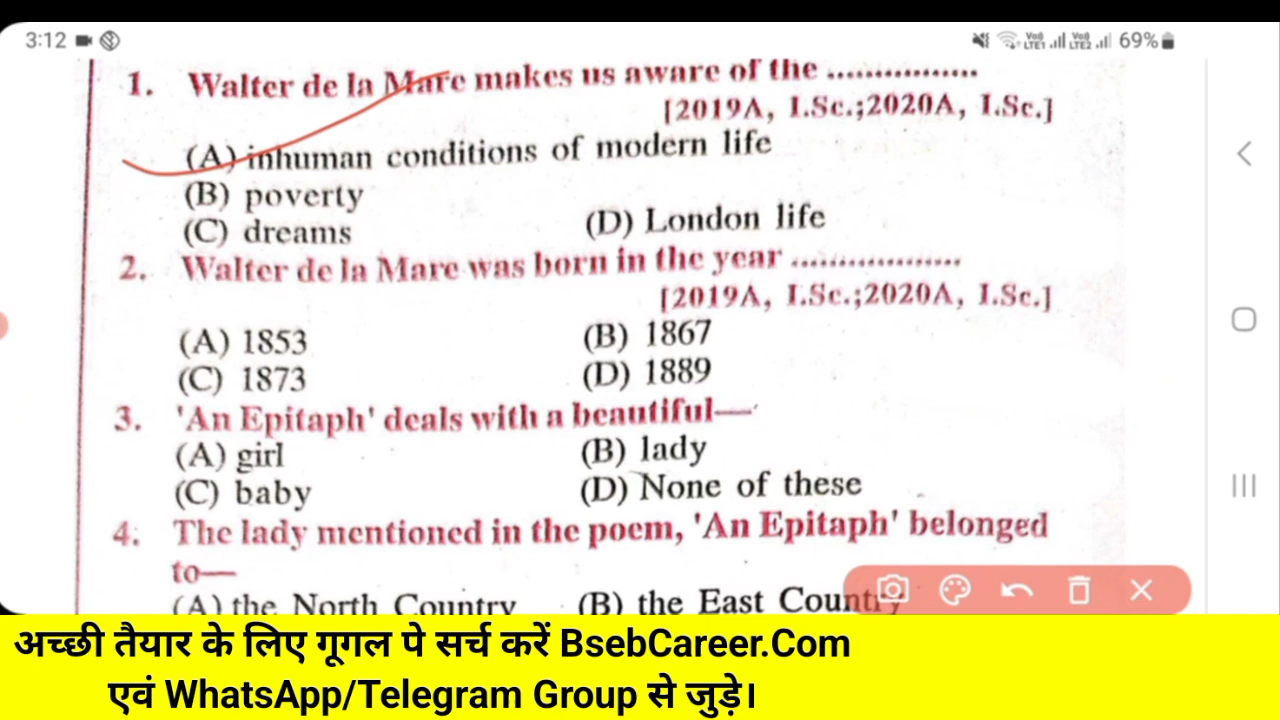 3:12 Vo) LTE1 Vo) LTE2 69%
1. Walter de la Mare makes us aware of the ................
[2019A, I.Sc.;2020A, I.Sc.]
(A) inhuman conditions of modern life
(B) poverty
(C) dreams (D) London life
2. Walter de la Mare was born in the year ..................
[2019A, I.Sc.;2020A, I.Sc.]
(A) 1853 (B) 1867
(C) 1873 (D) 1889
3. 'An Epitaph' deals with a beautiful—
(A) girl (B) lady
(C) baby (D) None of these
4. The lady mentioned in the poem, 'An Epitaph' belonged
to—
(A) the North Country (B) the East Country
अच्छी तैयार के लिए गूगल पे सर्च करें BsebCareer.Com
एवं WhatsApp/Telegram Group से जुड़े।